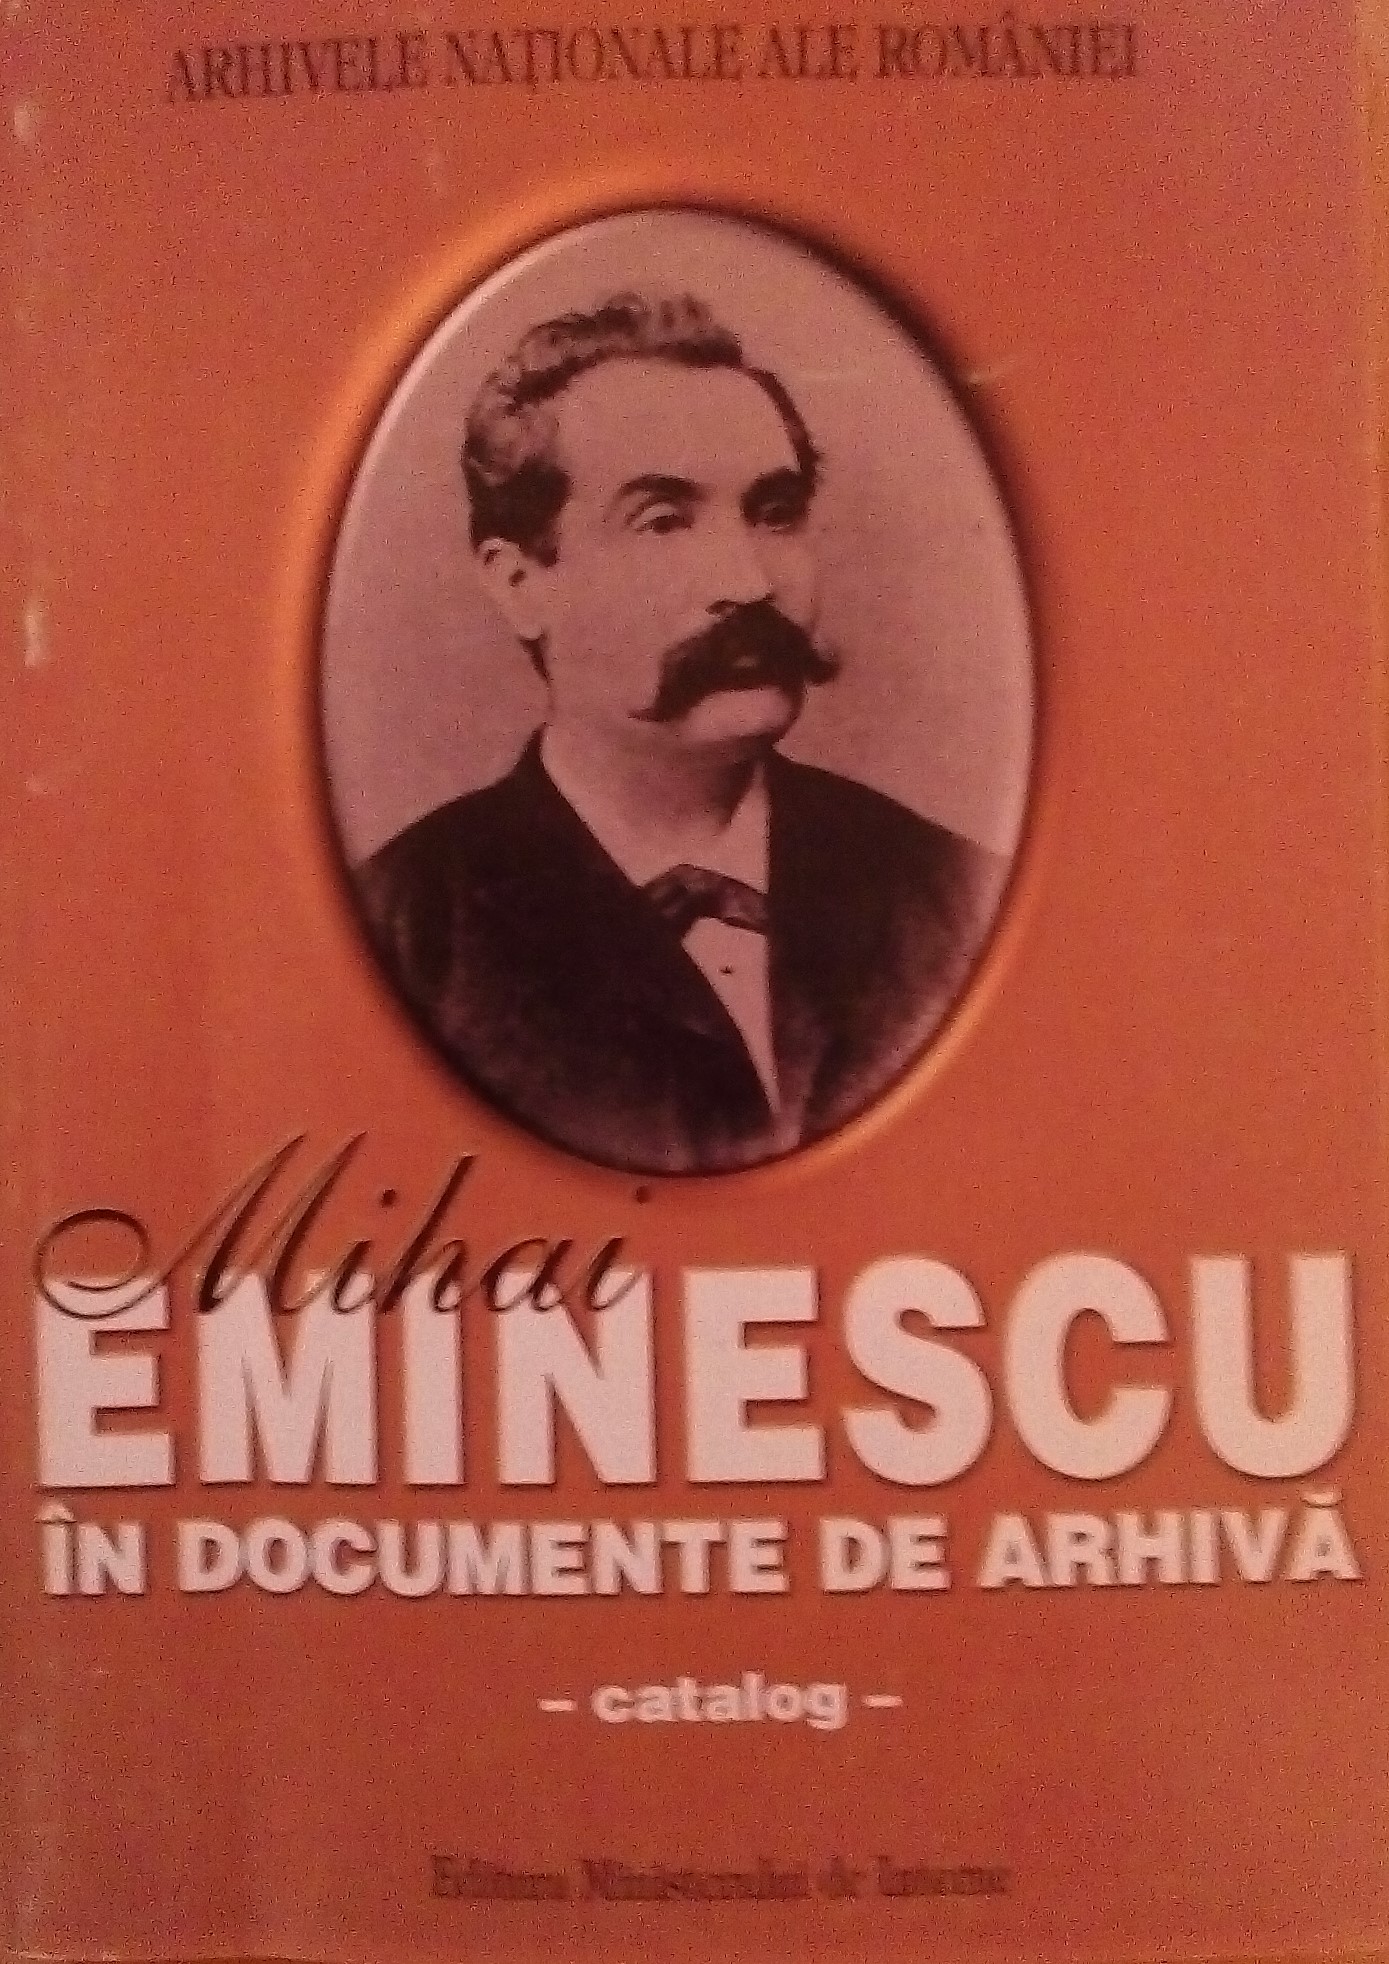 ARHIVELE NAȚIONALE ALE ROMÂNIEI
Mihai
EMINESCU
ÎN DOCUMENTE DE ARHIVĂ
– catalog –
Editura Ministerului de Interne